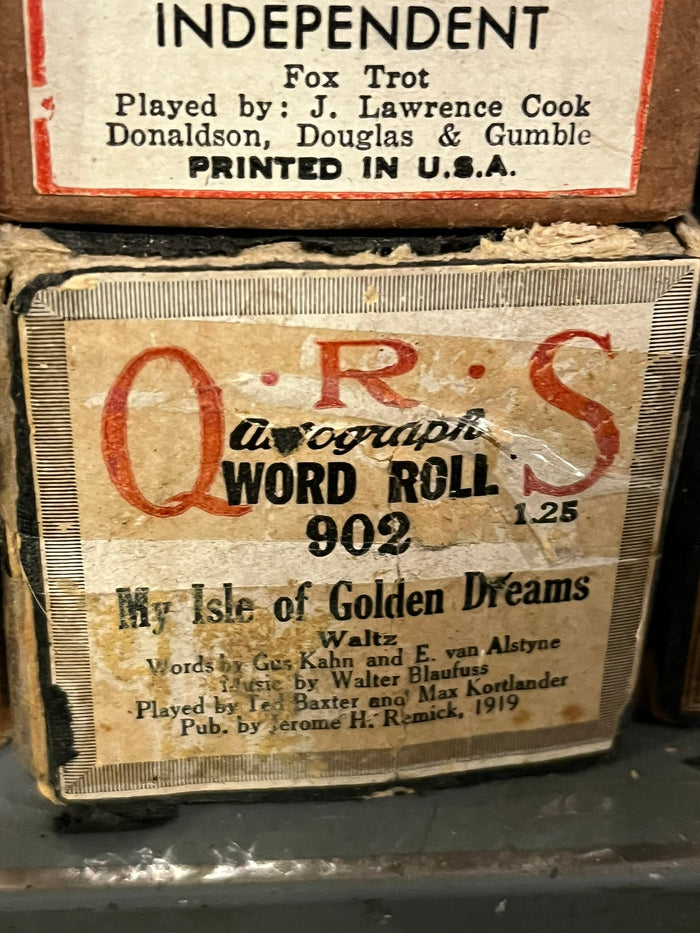 INDEPENDENT
Fox Trot
Played by: J. Lawrence Cook
Donaldson, Douglas & Gumble
PRINTED IN U.S.A.
Q·R·S
Autograph
WORD ROLL
902
1.25
My Isle of Golden Dreams
Waltz
Words by Gus Kahn and E. van Alstyne
Music by Walter Blaufuss
Played by Ted Baxter and Max Kortlander
Pub. by Jerome H. Remick, 1919